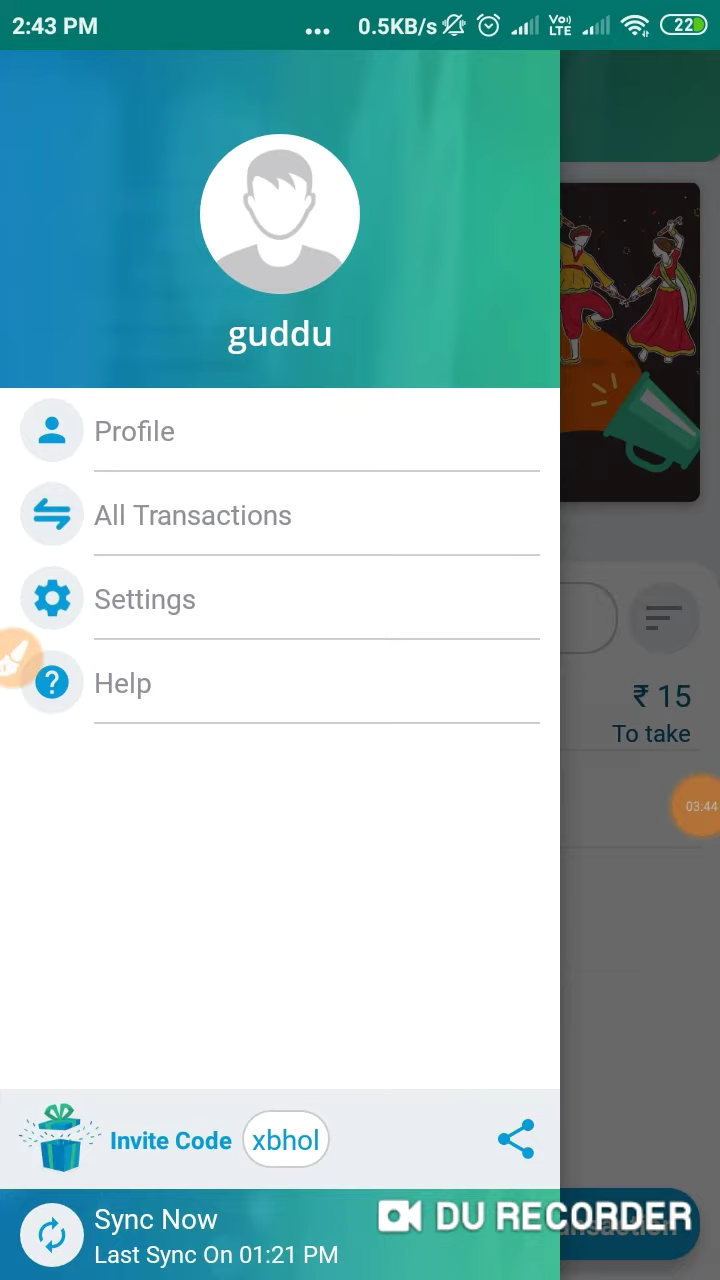 2:43 PM ... 0.5KB/s Vo) LTE 22
guddu
Profile
All Transactions
Settings
Help
₹ 15
To take
03:44
Invite Code xbhol
Sync Now
Last Sync On 01:21 PM
DU RECORDER